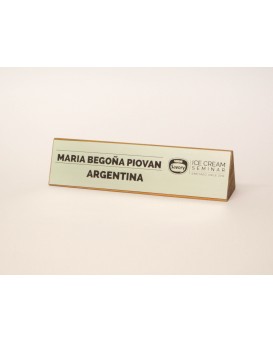 MARIA BEGOÑA PIOVAN
ARGENTINA
ICE CREAM
SEMINAR